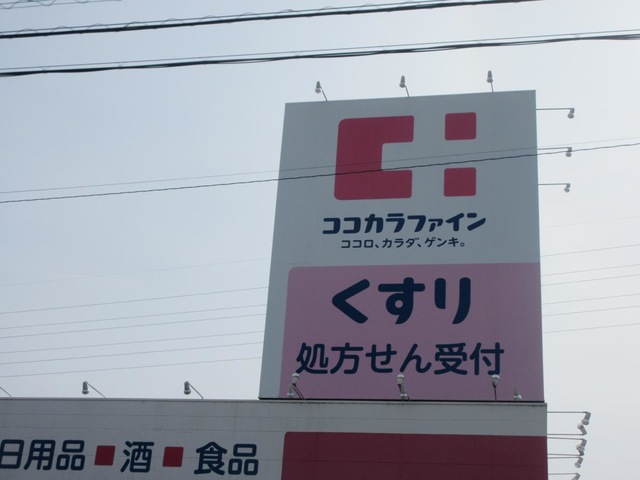 ココカラファイン
ココロ、カラダ、ゲンキ。
くすり
処方せん受付
日用品■酒■食品